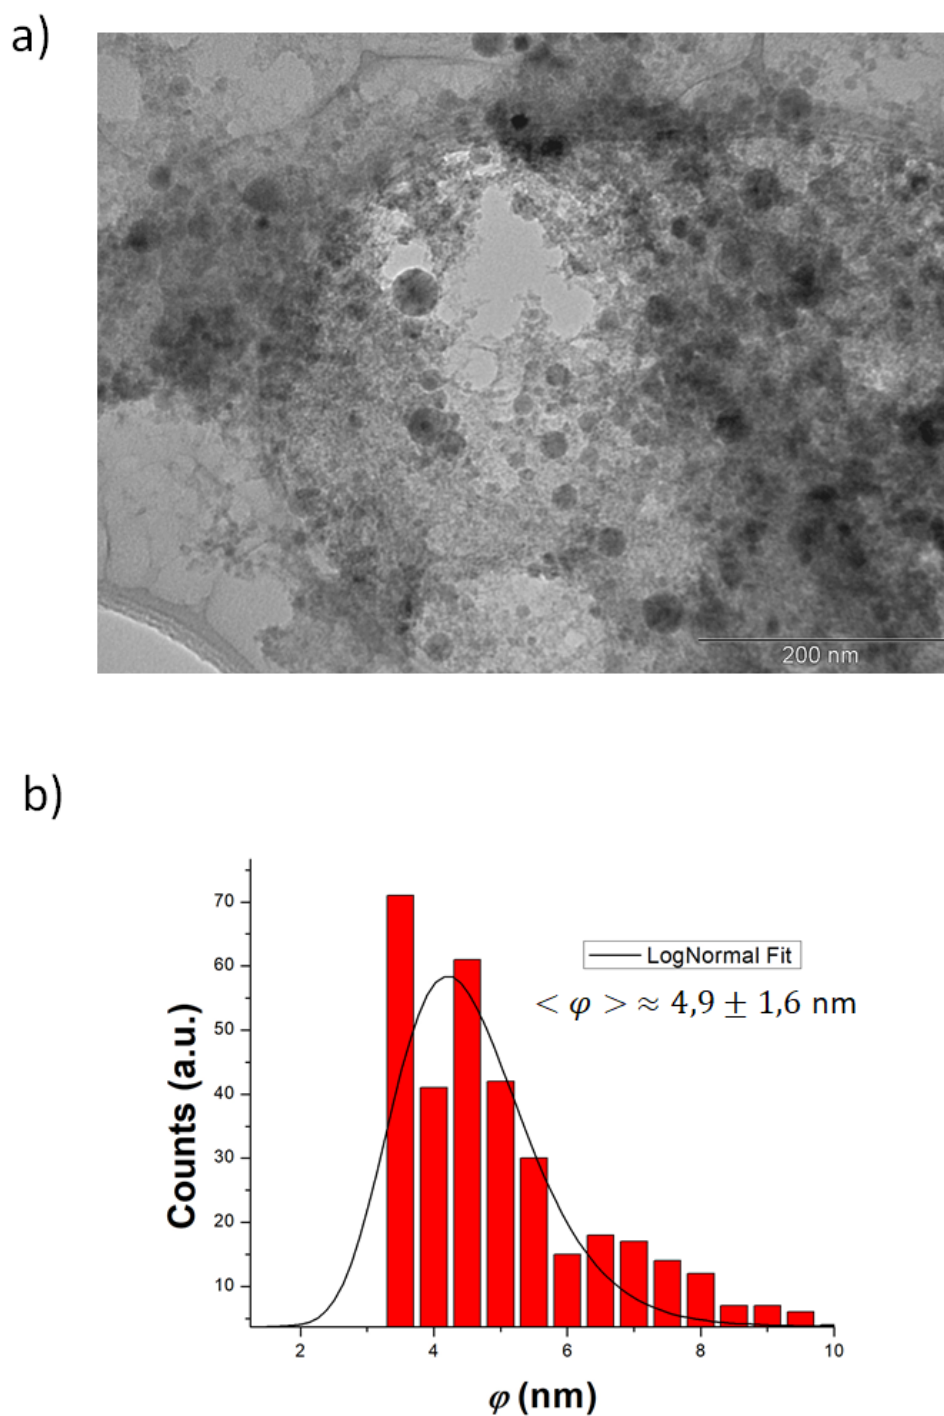 a)
200 nm
b)
70
60
50
40
30
20
10
Counts (a.u.)
LogNormal Fit
< φ > ≈ 4,9 ± 1,6 nm
2 4 6 8 10
φ (nm)